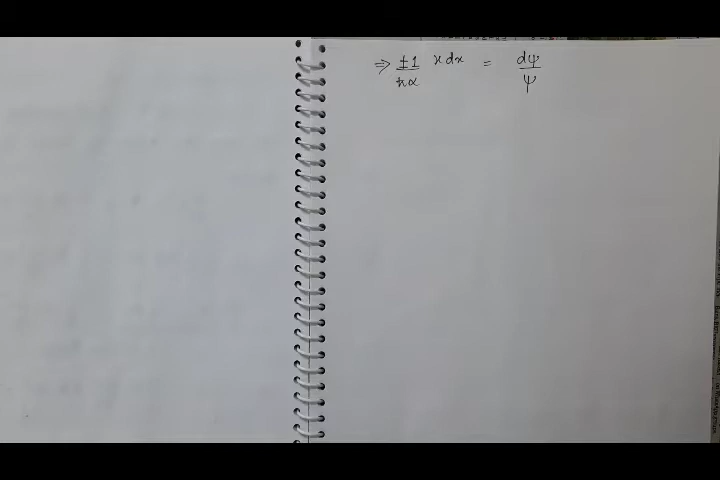 ⇒ ±1/ħα x dx = dψ/ψ